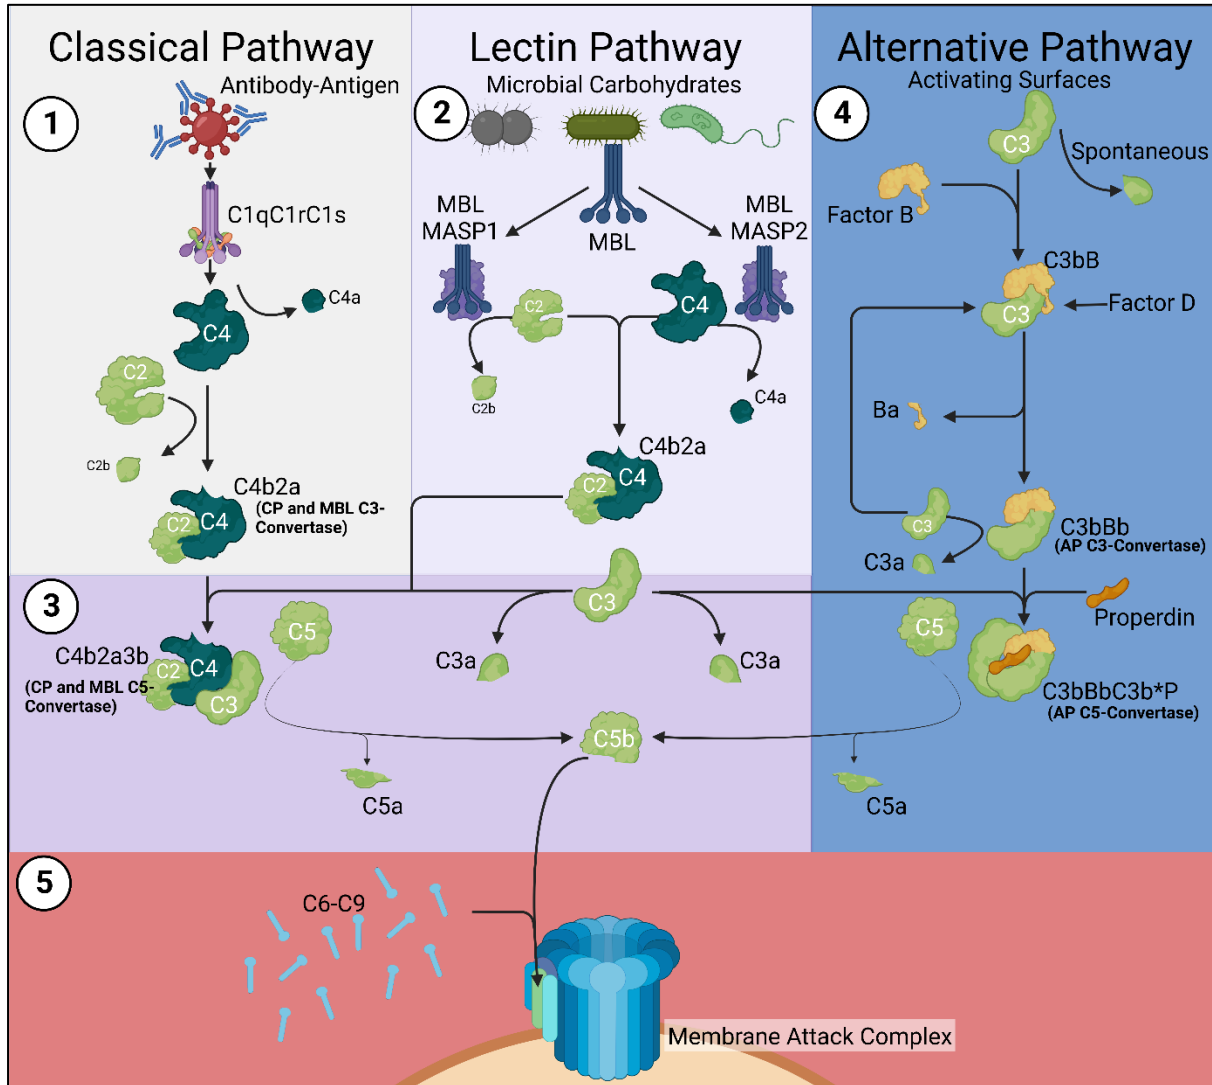 Classical Pathway
Antibody-Antigen
1
C1qC1rC1s
C4a
C4
C2
C2b
C4b2a
(CP and MBL C3-
Convertase)
C2
C4
Lectin Pathway
Microbial Carbohydrates
2
MBL
MASP1
MBL
MBL
MASP2
C2
C4
C2b
C4a
C4b2a
C4
C2
Alternative Pathway
Activating Surfaces
4
C3
Spontaneous
Factor B
C3bB
C3
Factor D
Ba
C3
C3a
C3bBb
(AP C3-Convertase)
3
C4b2a3b
(CP and MBL C5-
Convertase)
C4
C2
C3
C5
C3
C3a
C3a
C5
Properdin
C3bBbC3b*P
(AP C5-Convertase)
C5b
C5a
C5a
5
C6-C9
Membrane Attack Complex